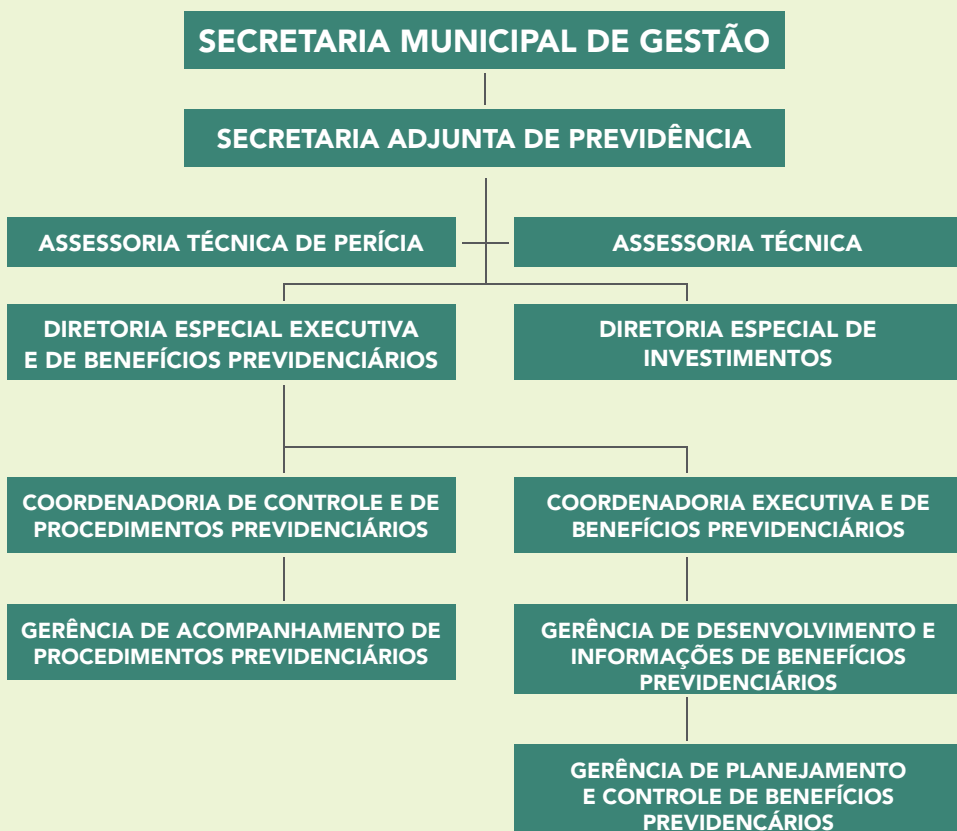 SECRETARIA MUNICIPAL DE GESTÃO
SECRETARIA ADJUNTA DE PREVIDÊNCIA
ASSESSORIA TÉCNICA DE PERÍCIA
ASSESSORIA TÉCNICA
DIRETORIA ESPECIAL EXECUTIVA
E DE BENEFÍCIOS PREVIDENCIÁRIOS
DIRETORIA ESPECIAL DE
INVESTIMENTOS
COORDENADORIA DE CONTROLE E DE
PROCEDIMENTOS PREVIDENCIÁRIOS
COORDENADORIA EXECUTIVA E DE
BENEFÍCIOS PREVIDENCIÁRIOS
GERÊNCIA DE ACOMPANHAMENTO DE
PROCEDIMENTOS PREVIDENCIÁRIOS
GERÊNCIA DE DESENVOLVIMENTO E
INFORMAÇÕES DE BENEFÍCIOS
PREVIDENCIÁRIOS
GERÊNCIA DE PLANEJAMENTO
E CONTROLE DE BENEFÍCIOS
PREVIDENCÁRIOS